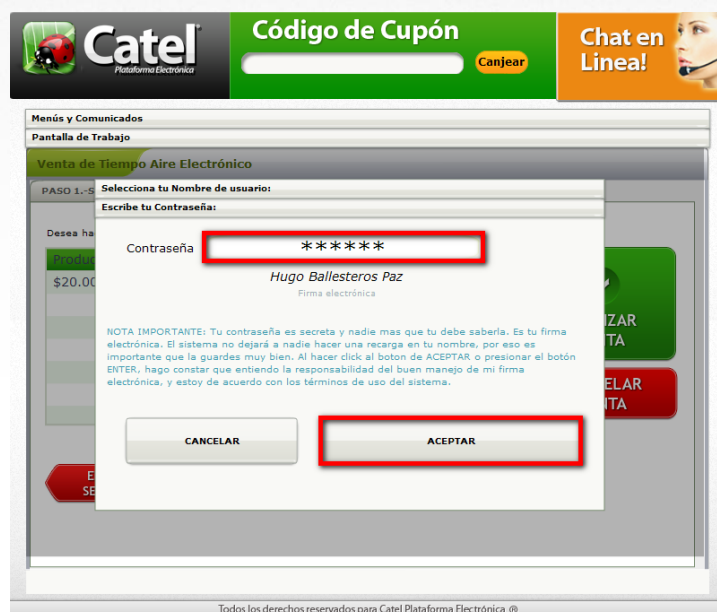 Catel
Plataforma Electrónica
Código de Cupón
Canjear
Chat en
Linea!
Menús y Comunicados
Pantalla de Trabajo
Venta de Tiempo Aire Electrónico
PASO 1.-S
Selecciona tu Nombre de usuario:
Escribe tu Contraseña:
Desea ha
Contraseña
******
Produc
$20.00
Hugo Ballesteros Paz
Firma electrónica
IZAR
TA
NOTA IMPORTANTE: Tu contraseña es secreta y nadie mas que tu debe saberla. Es tu firma
electrónica. El sistema no dejará a nadie hacer una recarga en tu nombre, por eso es
importante que la guardes muy bien. Al hacer click al boton de ACEPTAR o presionar el botón
ENTER, hago constar que entiendo la responsabilidad del buen manejo de mi firma
electrónica, y estoy de acuerdo con los términos de uso del sistema.
ELAR
TA
CANCELAR
ACEPTAR
E
SE
Todos los derechos reservados para Catel Plataforma Electrónica ®